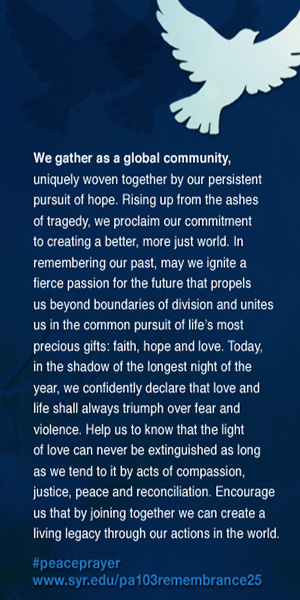 We gather as a global community,
uniquely woven together by our persistent
pursuit of hope. Rising up from the ashes
of tragedy, we proclaim our commitment
to creating a better, more just world. In
remembering our past, may we ignite a
fierce passion for the future that propels
us beyond boundaries of division and unites
us in the common pursuit of life's most
precious gifts: faith, hope and love. Today,
in the shadow of the longest night of the
year, we confidently declare that love and
life shall always triumph over fear and
violence. Help us to know that the light
of love can never be extinguished as long
as we tend to it by acts of compassion,
justice, peace and reconciliation. Encourage
us that by joining together we can create a
living legacy through our actions in the world.
#peaceprayer
www.syr.edu/pa103remembrance25